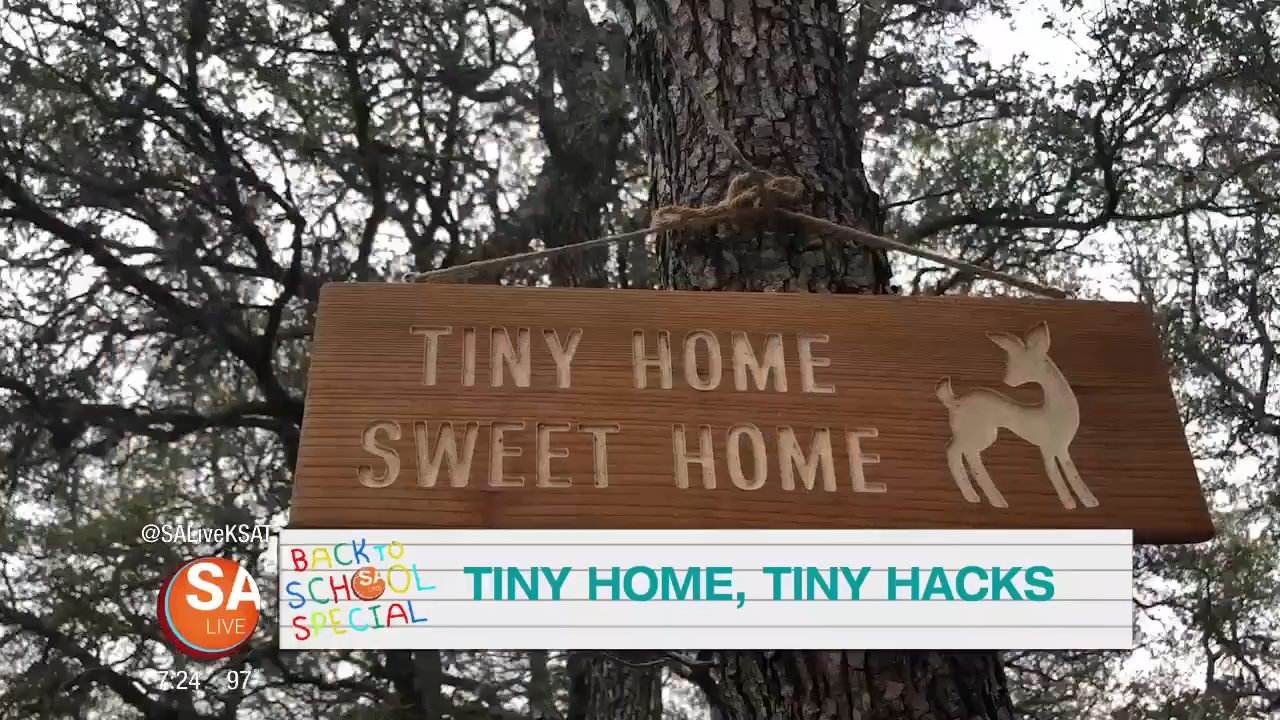 TINY HOME
SWEET HOME
@SALiveKSAT
BACK TO
SCHOOL
SPECIAL
TINY HOME, TINY HACKS
SA
LIVE
7:24 97°